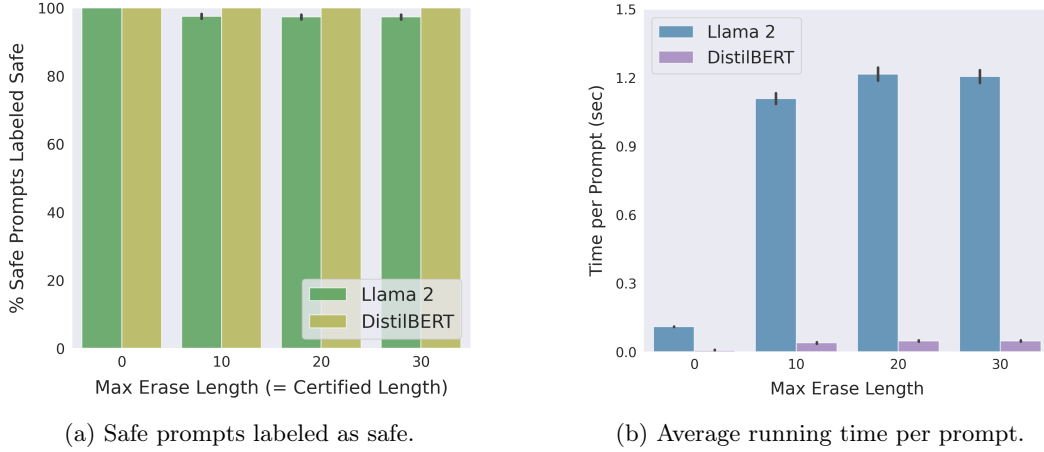 % Safe Prompts Labeled Safe
100
80
60
40
20
0
Llama 2
DistilBERT
0 10 20 30
Max Erase Length (= Certified Length)
(a) Safe prompts labeled as safe.
Time per Prompt (sec)
1.5
1.2
0.9
0.6
0.3
0.0
Llama 2
DistilBERT
0 10 20 30
Max Erase Length
(b) Average running time per prompt.